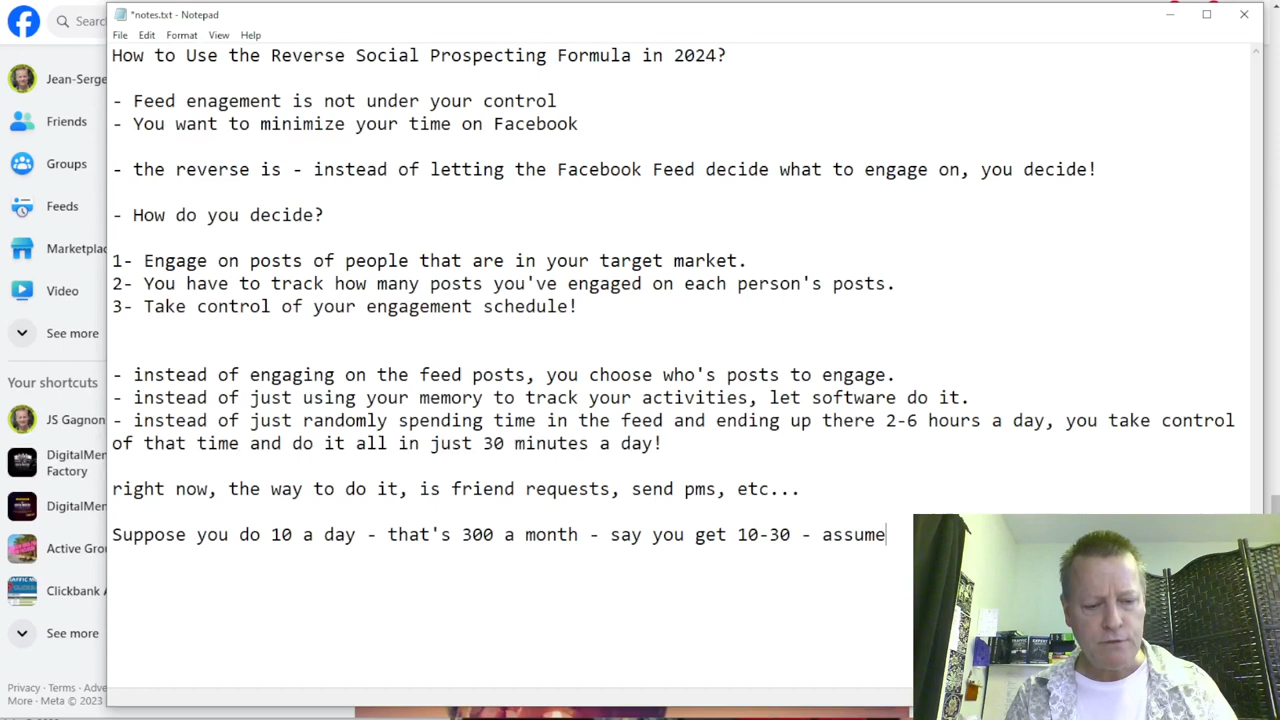 Searc
*notes.txt - Notepad
File Edit Format View Help
How to Use the Reverse Social Prospecting Formula in 2024?
- Feed enagement is not under your control
- You want to minimize your time on Facebook
- the reverse is - instead of letting the Facebook Feed decide what to engage on, you decide!
- How do you decide?
1- Engage on posts of people that are in your target market.
2- You have to track how many posts you've engaged on each person's posts.
3- Take control of your engagement schedule!
- instead of engaging on the feed posts, you choose who's posts to engage.
- instead of just using your memory to track your activities, let software do it.
- instead of just randomly spending time in the feed and ending up there 2-6 hours a day, you take control
of that time and do it all in just 30 minutes a day!
right now, the way to do it, is friend requests, send pms, etc...
Suppose you do 10 a day - that's 300 a month - say you get 10-30 - assume
Jean-Serge
Friends
Groups
Feeds
Marketplac
Video
See more
Your shortcuts
JS Gagnon
DigitalMen
Factory
DigitalMen
Active Grou
Clickbank A
See more
Privacy · Terms · Adve
More · Meta © 2023